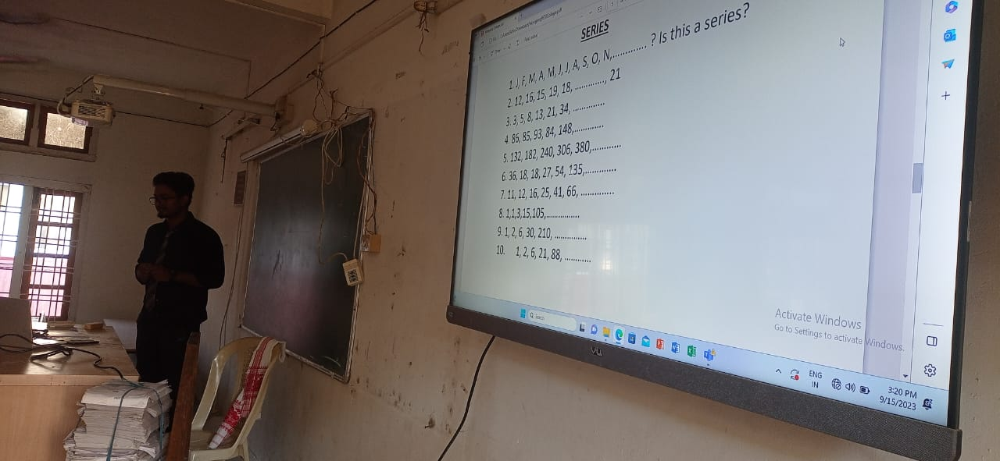 SERIES
1. J, F, M, A, M, J, J, A, S, O, N,............. ? Is this a series?
2. 12, 16, 15, 19, 18, ............, 21
3. 3, 5, 8, 13, 21, 34, .............
4. 86, 85, 93, 84, 148,............
5. 132, 182, 240, 306, 380,............
6. 36, 18, 18, 27, 54, 135,.............
7. 11, 12, 16, 25, 41, 66, ..............
8. 1,1,3,15,105,.................
9. 1, 2, 6, 30, 210, ..............
10. 1, 2, 6, 21, 88, ............
Activate Windows
Go to Settings to activate Windows.
Search
ENG
IN
3:20 PM
9/15/2023
VU